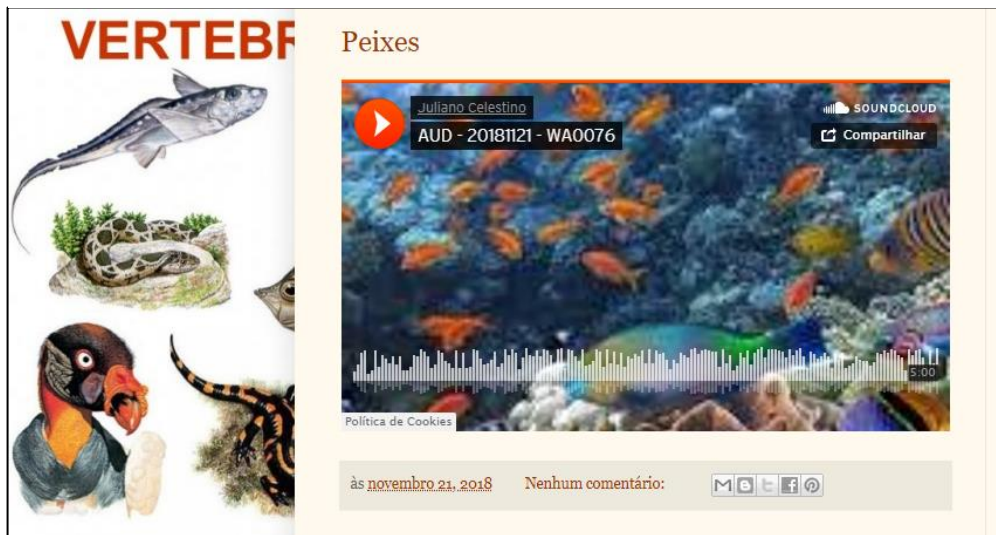 VERTEBR
Peixes
Juliano Celestino
AUD - 20181121 - WA0076
SOUNDCLOUD
Compartilhar
5:00
Política de Cookies
às novembro 21, 2018 Nenhum comentário: